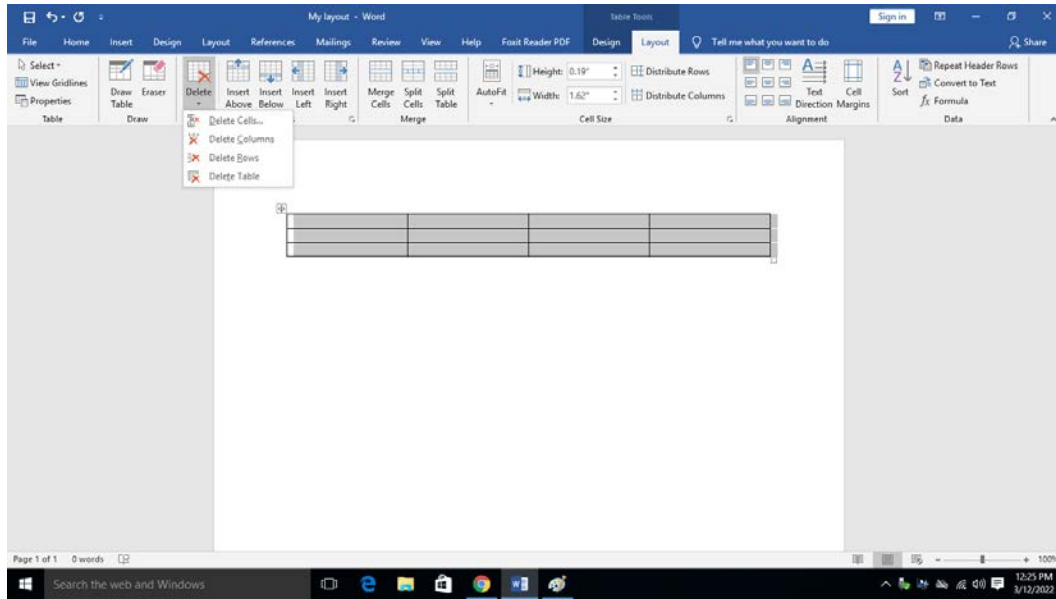 My layout - Word
Table Tools
Sign in
File Home Insert Design Layout References Mailings Review View Help Foxit Reader PDF Design Layout Tell me what you want to do Share
Select
View Gridlines
Properties
Table
Draw Table
Eraser
Draw
Delete
Insert Above
Insert Below
Insert Left
Insert Right
Merge Cells
Split Cells
Split Table
Merge
AutoFit
Height: 0.19"
Width: 1.62"
Distribute Rows
Distribute Columns
Cell Size
Text Direction
Cell Margins
Alignment
Sort
Repeat Header Rows
Convert to Text
Formula
Data
Delete Cells...
Delete Columns
Delete Rows
Delete Table
Page 1 of 1 0 words
100%
Search the web and Windows
12:25 PM
3/12/2022